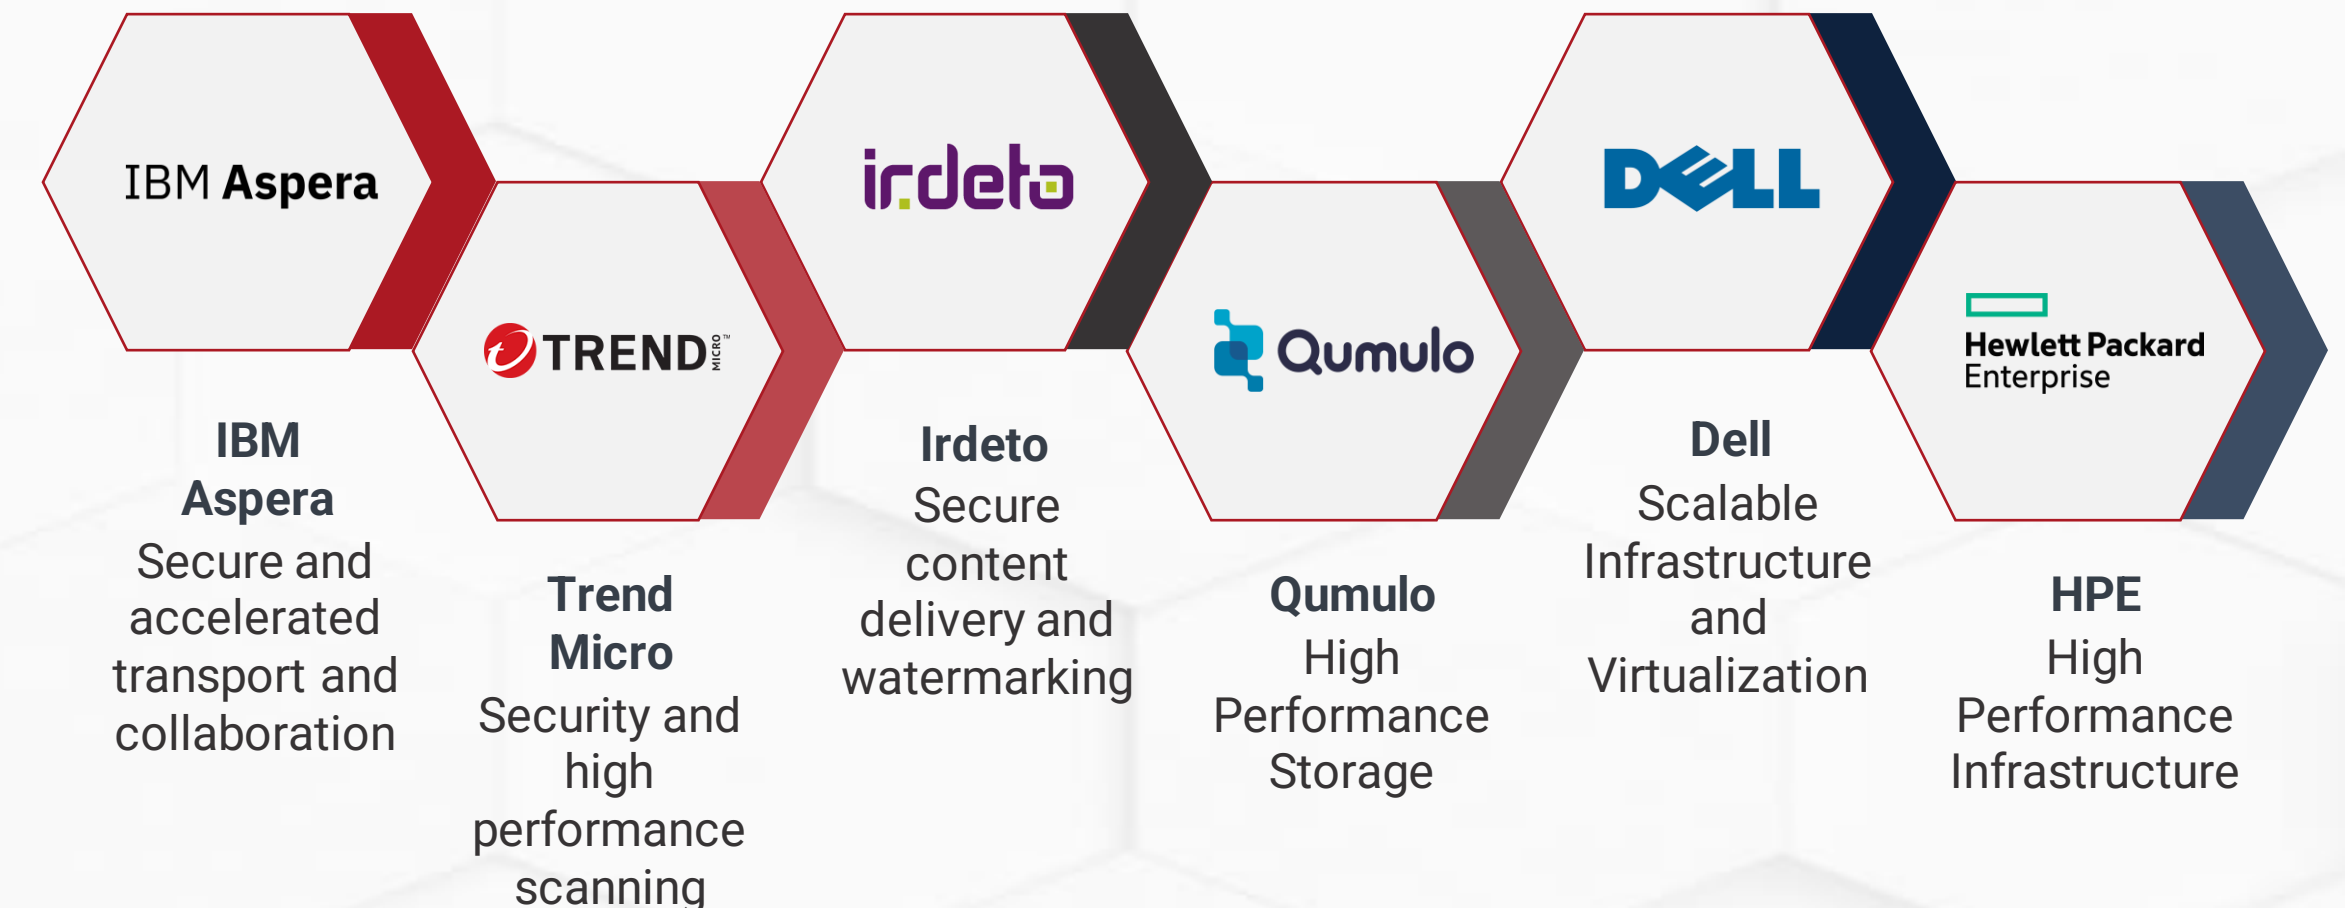 IBM Aspera
IBM
Aspera
Secure and
accelerated
transport and
collaboration
TREND MICRO™
Trend
Micro
Security and
high
performance
scanning
irdeto
Irdeto
Secure
content
delivery and
watermarking
Qumulo
Qumulo
High
Performance
Storage
DELL
Dell
Scalable
Infrastructure
and
Virtualization
Hewlett Packard
Enterprise
HPE
High
Performance
Infrastructure